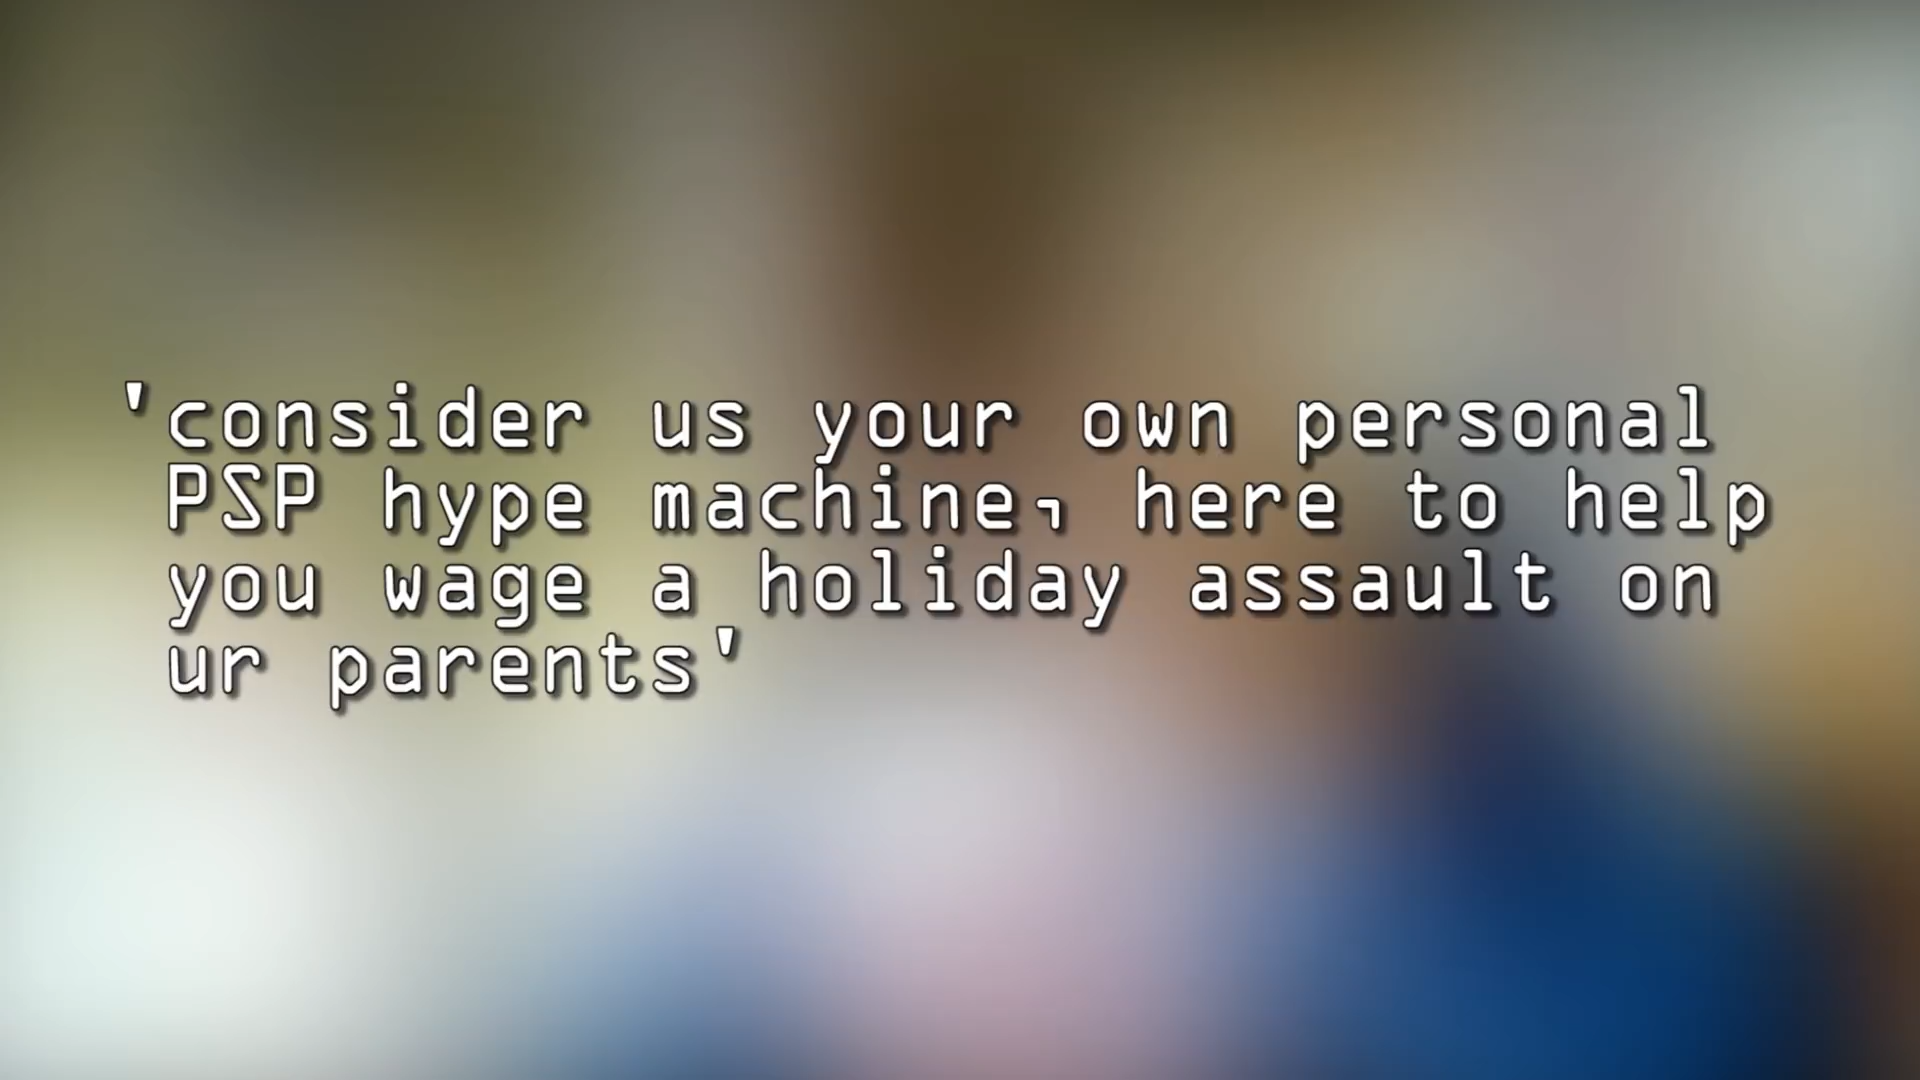 'consider us your own personal
PSP hype machine, here to help
you wage a holiday assault on
ur parents'